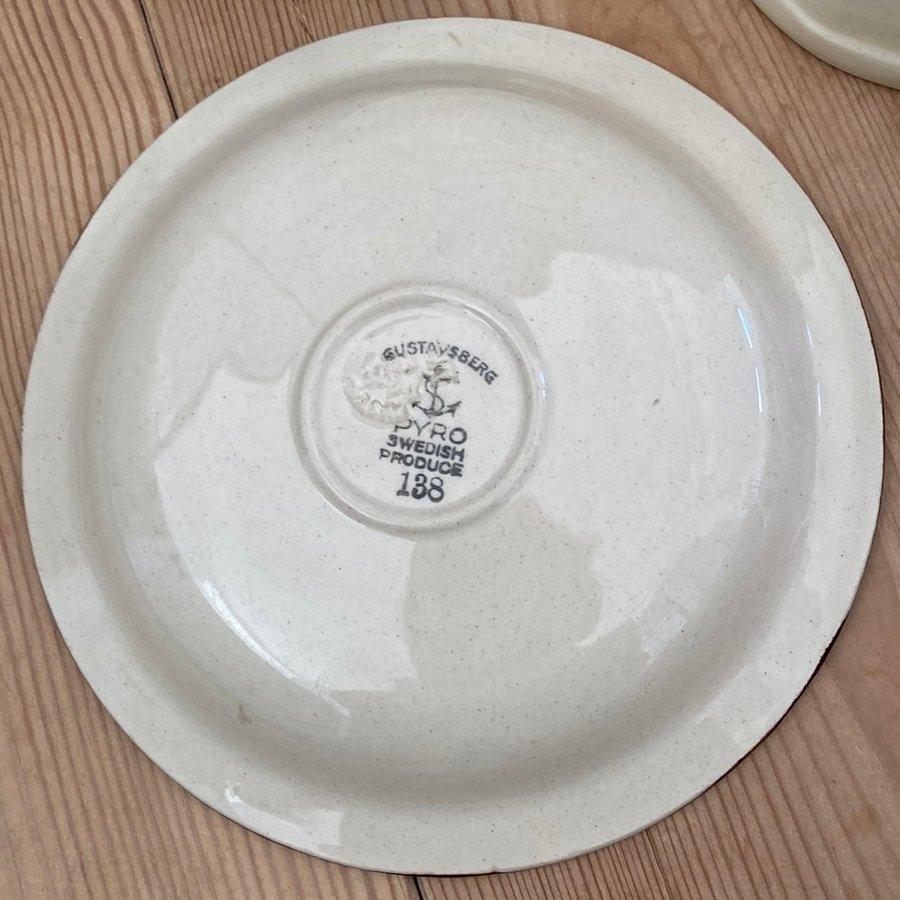 GUSTAVSBERG
PYRO
SWEDISH
PRODUCE
138